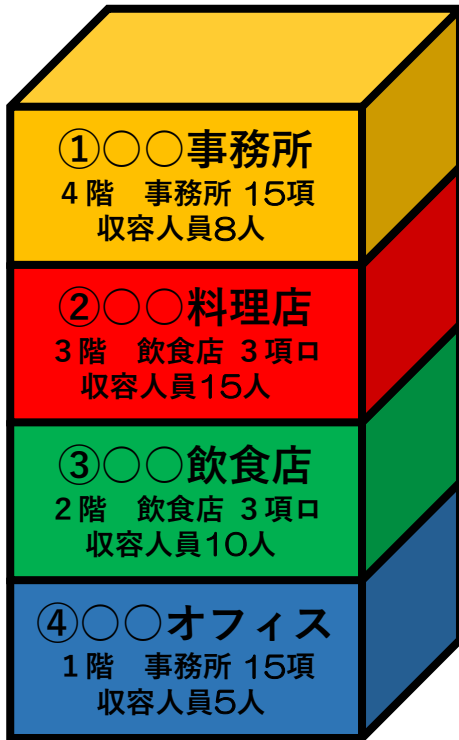 ①○○事務所
4階　事務所 15項
収容人員8人
②○○料理店
3階　飲食店 3項ロ
収容人員15人
③○○飲食店
2階　飲食店 3項ロ
収容人員10人
④○○オフィス
1階　事務所 15項
収容人員5人